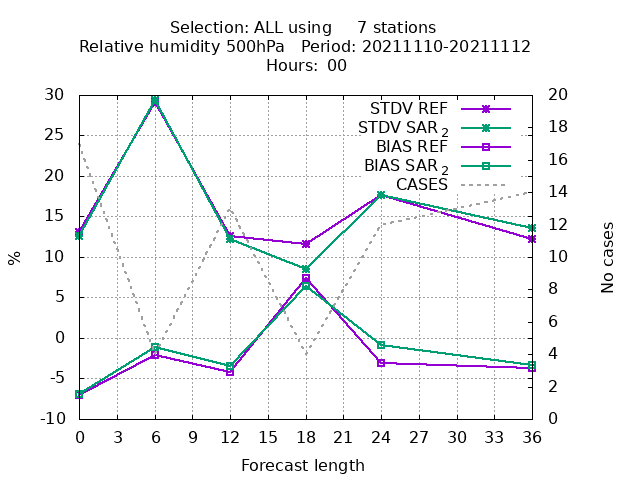 Selection: ALL using     7 stations
Relative humidity 500hPa   Period: 20211110-20211112
Hours:  00
30
25
20
15
10
5
0
-5
-10
%
STDV REF
STDV SAR 2
BIAS REF
BIAS SAR 2
CASES
20
18
16
14
12
10
8
6
4
2
0
No cases
0 3 6 9 12 15 18 21 24 27 30 33 36
Forecast length